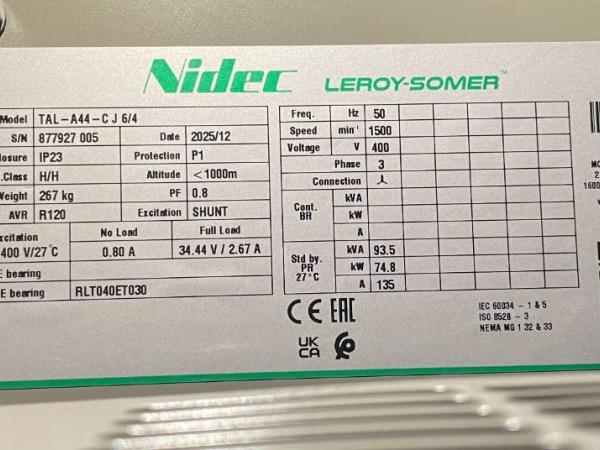 Nidec LEROY-SOMER™
Model TAL-A44-C J 6/4
S/N 877927 005 Date 2025/12
losure IP23 Protection P1
.Class H/H Altitude <1000m
Weight 267 kg PF 0.8
AVR R120 Excitation SHUNT
xcitation No Load Full Load
400 V/27°C 0.80 A 34.44 V / 2.67 A
E bearing
E bearing RLT040ET030
Freq. Hz 50
Speed min⁻¹ 1500
Voltage V 400
Phase 3
Connection
Cont. BR kVA
kW
A
Std by. PR 27°C kVA 93.5
kW 74.8
A 135
CE EAC
UK CA
IEC 60034 - 1 & 5
ISO 8528 - 3
NEMA MG 1 32 & 33
MO
2
1600